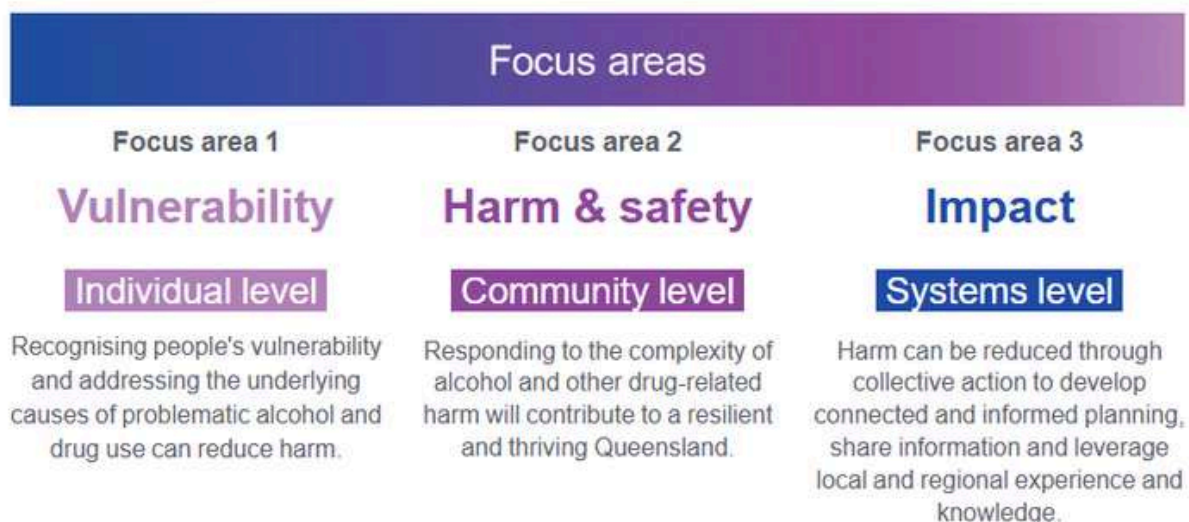 Focus areas
Focus area 1
Vulnerability
Individual level
Recognising people's vulnerability
and addressing the underlying
causes of problematic alcohol and
drug use can reduce harm.
Focus area 2
Harm & safety
Community level
Responding to the complexity of
alcohol and other drug-related
harm will contribute to a resilient
and thriving Queensland.
Focus area 3
Impact
Systems level
Harm can be reduced through
collective action to develop
connected and informed planning,
share information and leverage
local and regional experience and
knowledge.